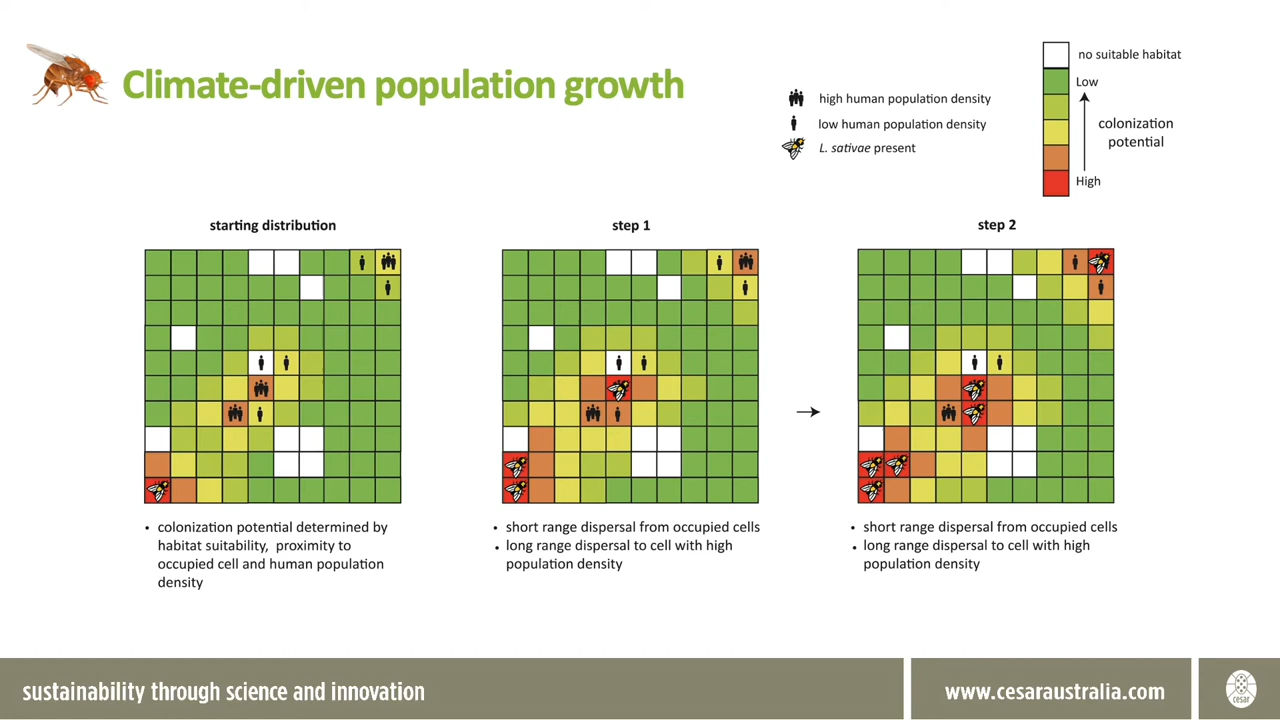 Climate-driven population growth
high human population density
low human population density
L. sativae present
no suitable habitat
Low
colonization
potential
High
starting distribution
step 1
step 2
• colonization potential determined by
habitat suitability, proximity to
occupied cell and human population
density
• short range dispersal from occupied cells
• long range dispersal to cell with high
population density
• short range dispersal from occupied cells
• long range dispersal to cell with high
population density
sustainability through science and innovation
www.cesaraustralia.com
cesar